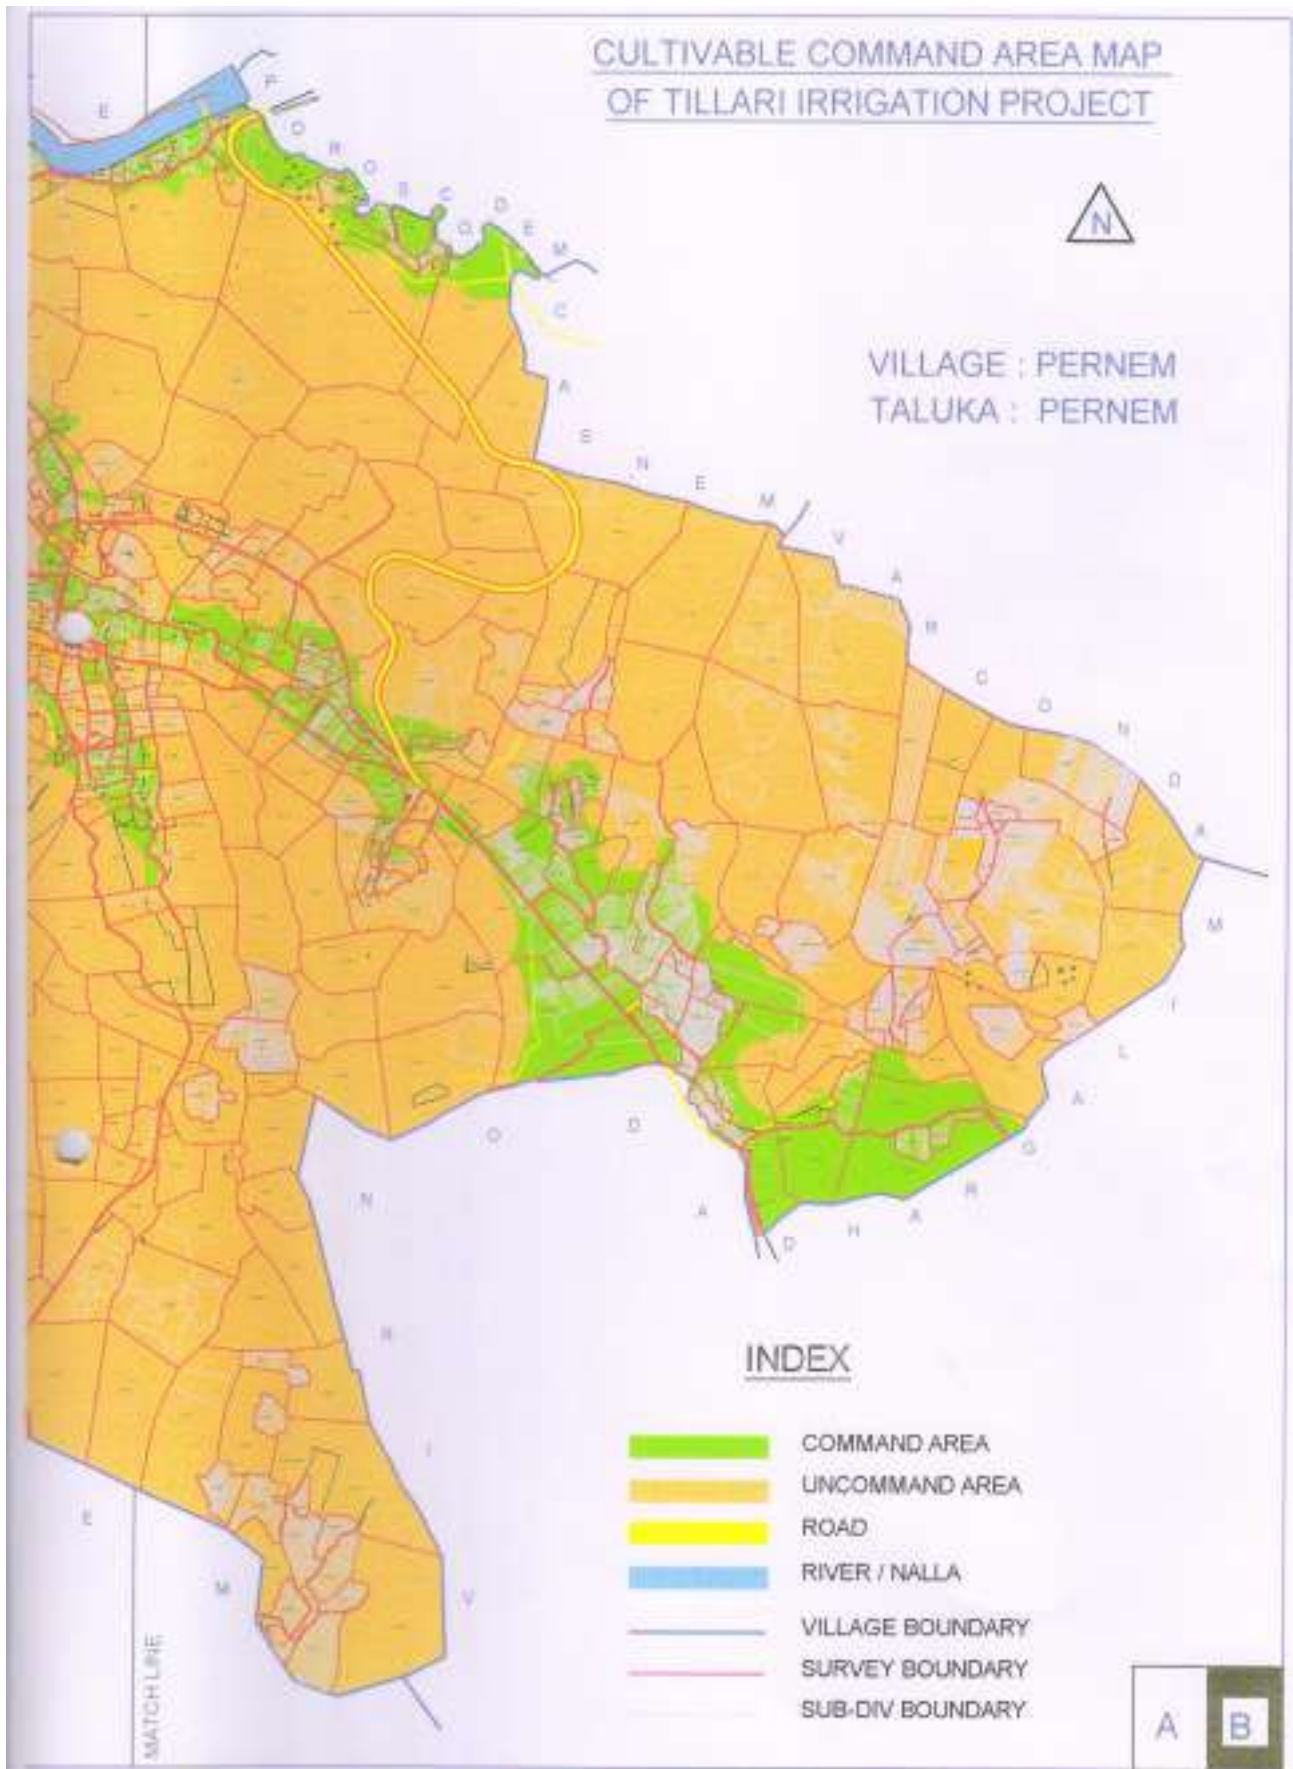 CULTIVABLE COMMAND AREA MAP
OF TILLARI IRRIGATION PROJECT
N
VILLAGE : PERNEM
TALUKA : PERNEM
E
P O R O S C O D E M
C A S N E M
V A R C O N D A
D H A R G A L I M
V I R N O D A
E M
MATCH LINE
INDEX
COMMAND AREA
UNCOMMAND AREA
ROAD
RIVER / NALLA
VILLAGE BOUNDARY
SURVEY BOUNDARY
SUB-DIV BOUNDARY
A B